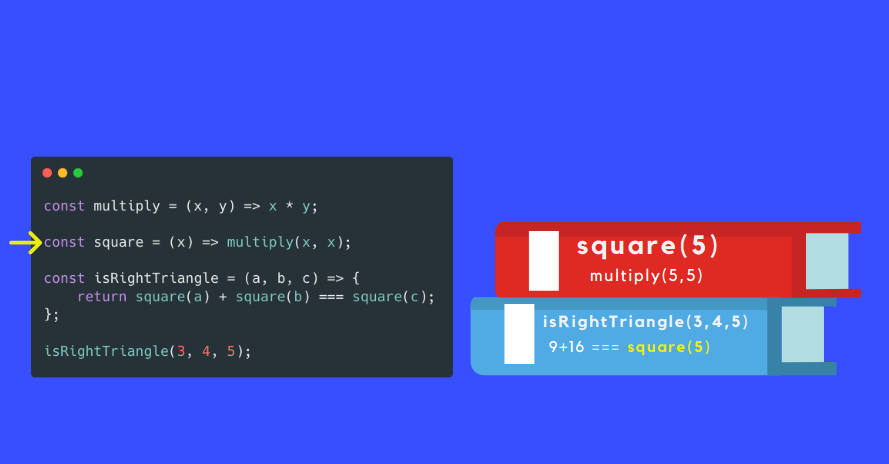 const multiply = (x, y) => x * y;
const square = (x) => multiply(x, x);
const isRightTriangle = (a, b, c) => {
    return square(a) + square(b) === square(c);
};
isRightTriangle(3, 4, 5);
square(5)
multiply(5,5)
isRightTriangle(3,4,5)
9+16 === square(5)